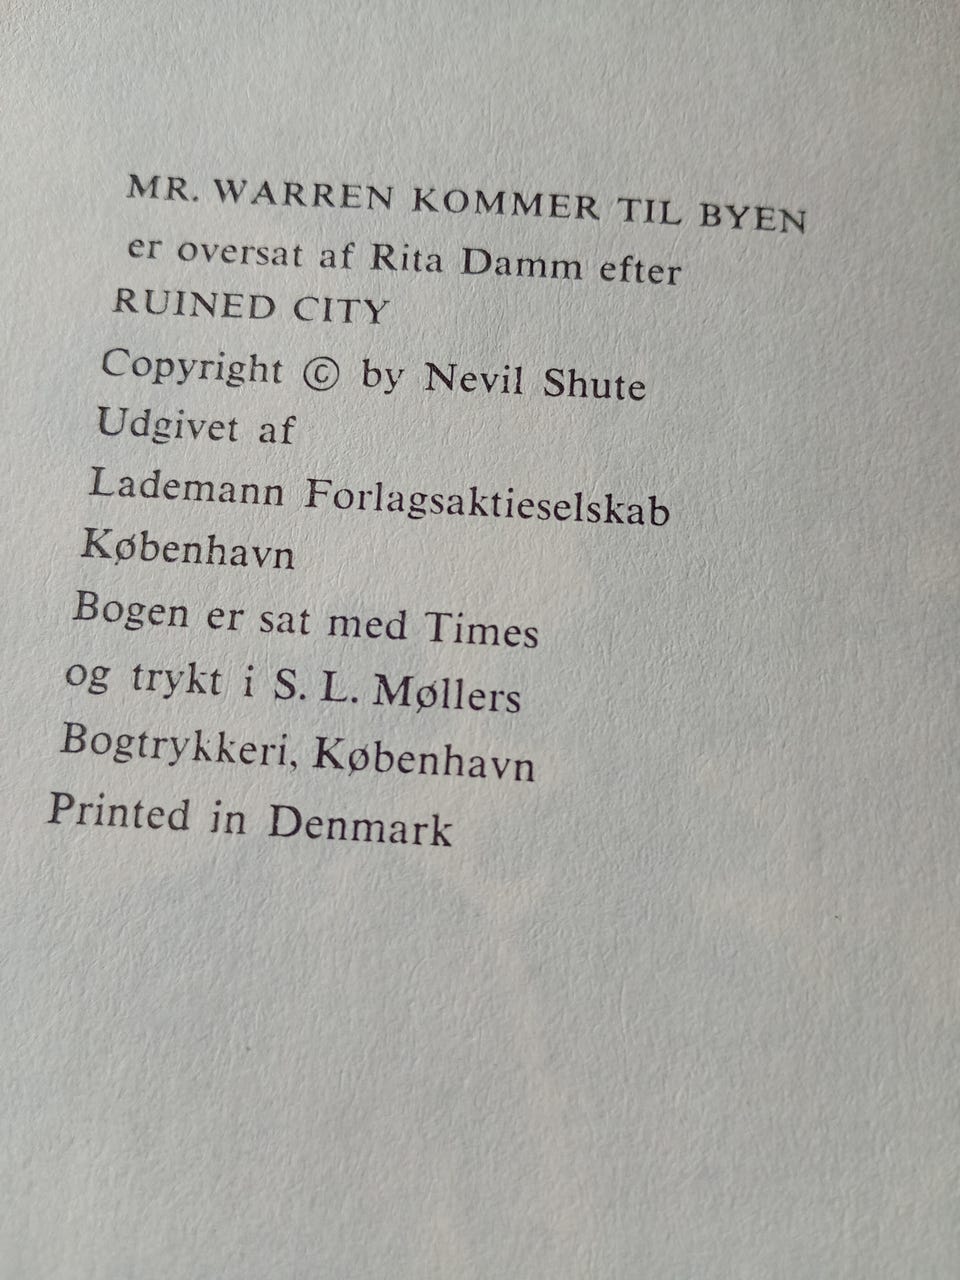 MR. WARREN KOMMER TIL BYEN
er oversat af Rita Damm efter
RUINED CITY
Copyright © by Nevil Shute
Udgivet af
Lademann Forlagsaktieselskab
København
Bogen er sat med Times
og trykt i S. L. Møllers
Bogtrykkeri, København
Printed in Denmark